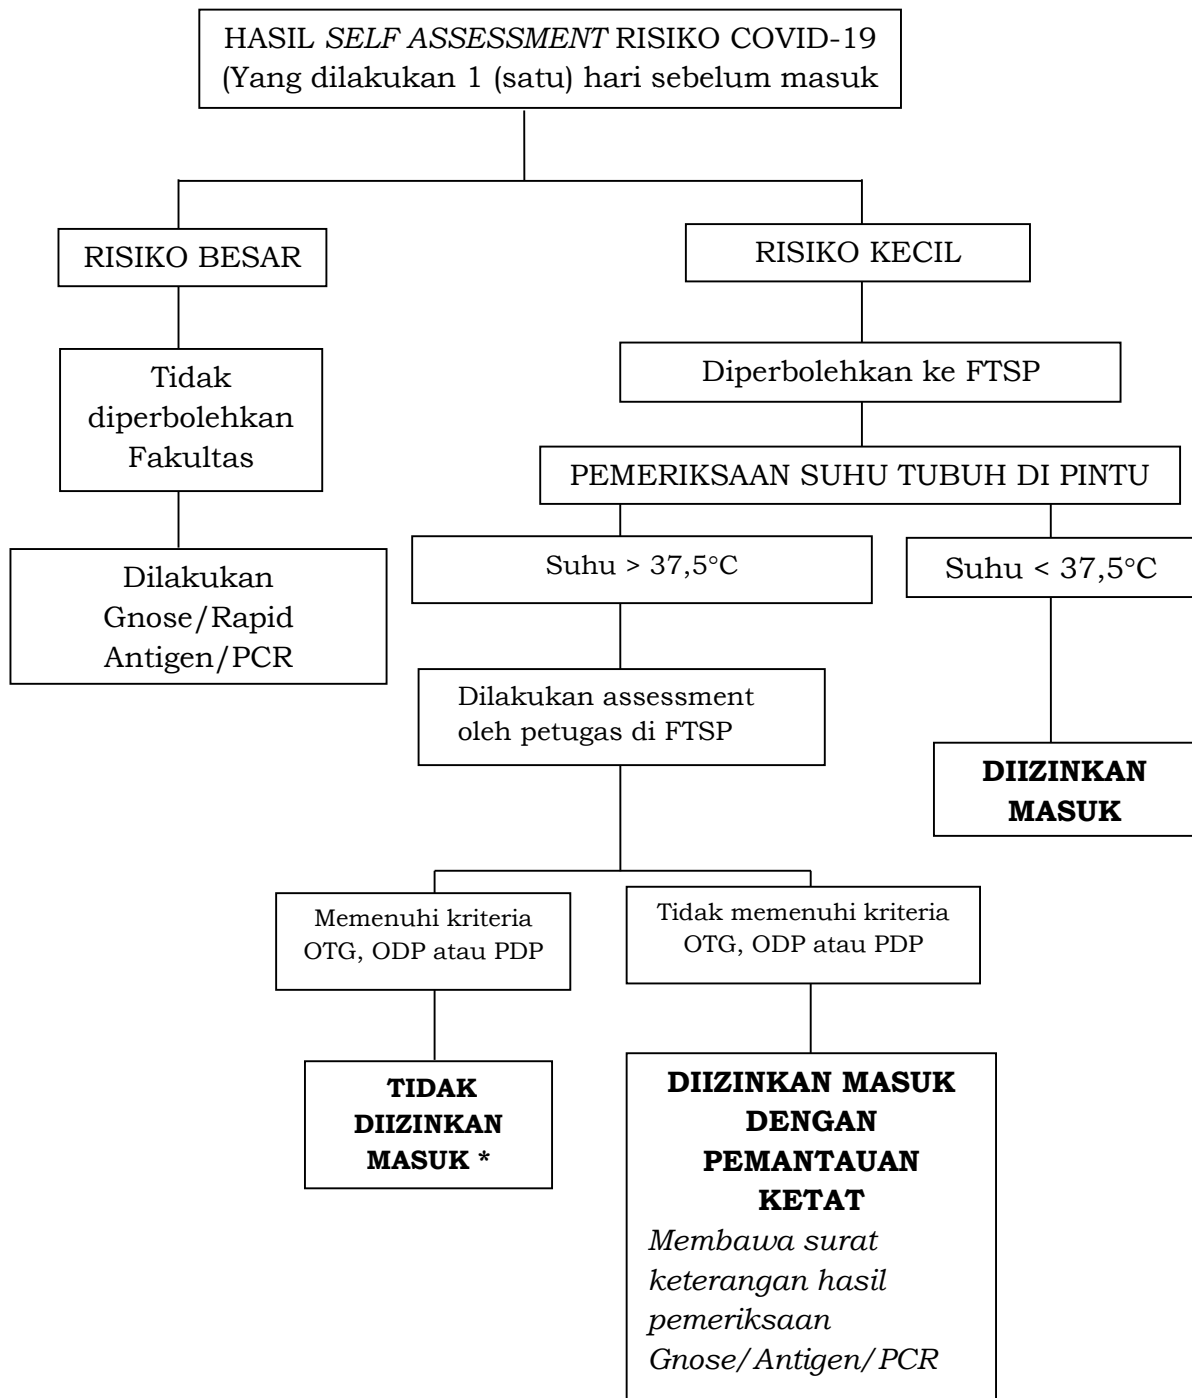 HASIL SELF ASSESSMENT RISIKO COVID-19
(Yang dilakukan 1 (satu) hari sebelum masuk
RISIKO BESAR
RISIKO KECIL
Tidak
diperbolehkan
Fakultas
Diperbolehkan ke FTSP
PEMERIKSAAN SUHU TUBUH DI PINTU
Dilakukan
Gnose/Rapid
Antigen/PCR
Suhu > 37,5°C
Suhu < 37,5°C
Dilakukan assessment
oleh petugas di FTSP
DIIZINKAN
MASUK
Memenuhi kriteria
OTG, ODP atau PDP
Tidak memenuhi kriteria
OTG, ODP atau PDP
TIDAK
DIIZINKAN
MASUK *
DIIZINKAN MASUK
DENGAN
PEMANTAUAN
KETAT
Membawa surat
keterangan hasil
pemeriksaan
Gnose/Antigen/PCR